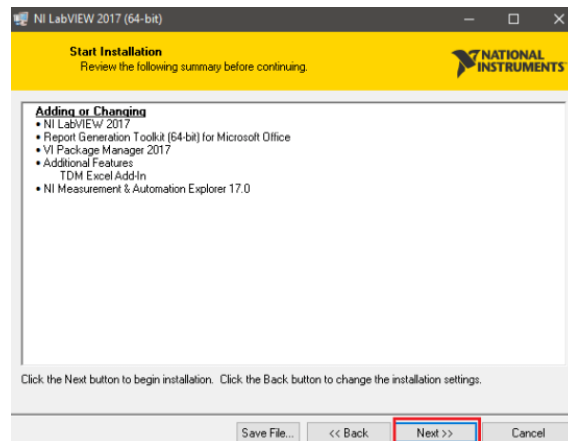 NI LabVIEW 2017 (64-bit)
Start Installation
Review the following summary before continuing.
NATIONAL
INSTRUMENTS
Adding or Changing
• NI LabVIEW 2017
• Report Generation Toolkit (64-bit) for Microsoft Office
• VI Package Manager 2017
• Additional Features
TDM Excel Add-In
• NI Measurement & Automation Explorer 17.0
Click the Next button to begin installation. Click the Back button to change the installation settings.
Save File... << Back Next >> Cancel